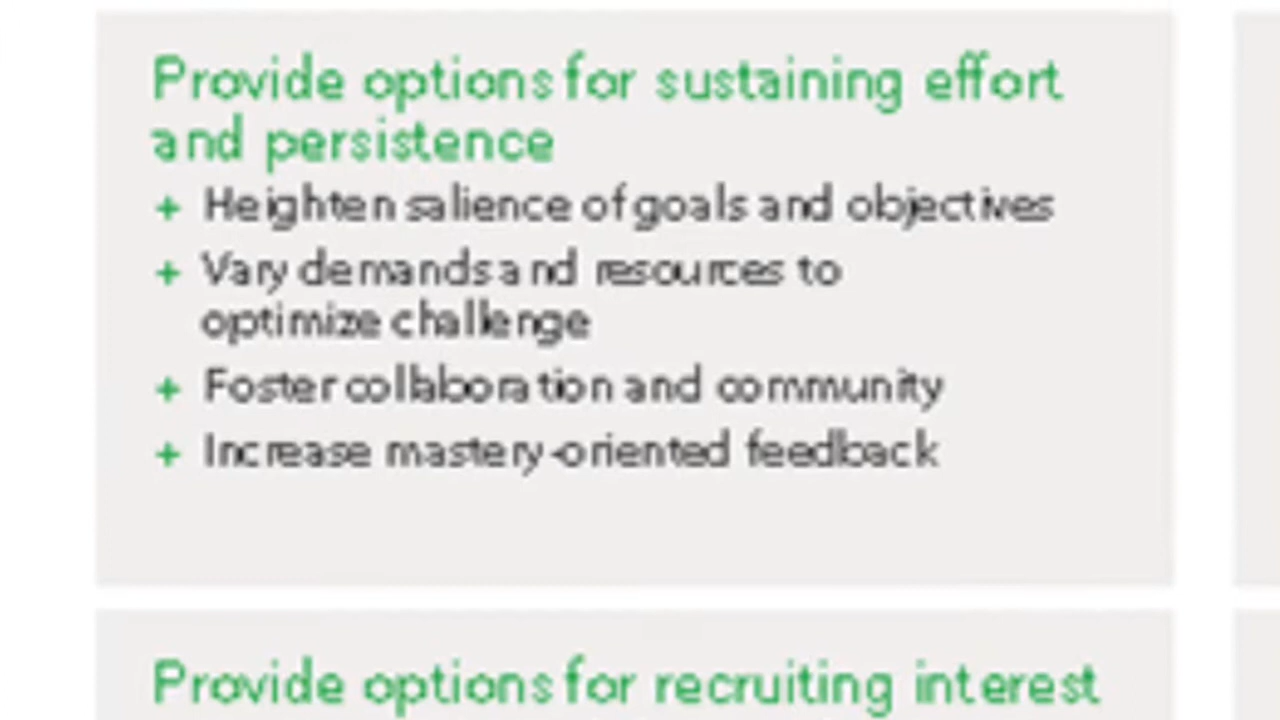 Provide options for sustaining effort
and persistence
+ Heighten salience of goals and objectives
+ Vary demands and resources to
optimize challenge
+ Foster collaboration and community
+ Increase mastery-oriented feedback
Provide options for recruiting interest